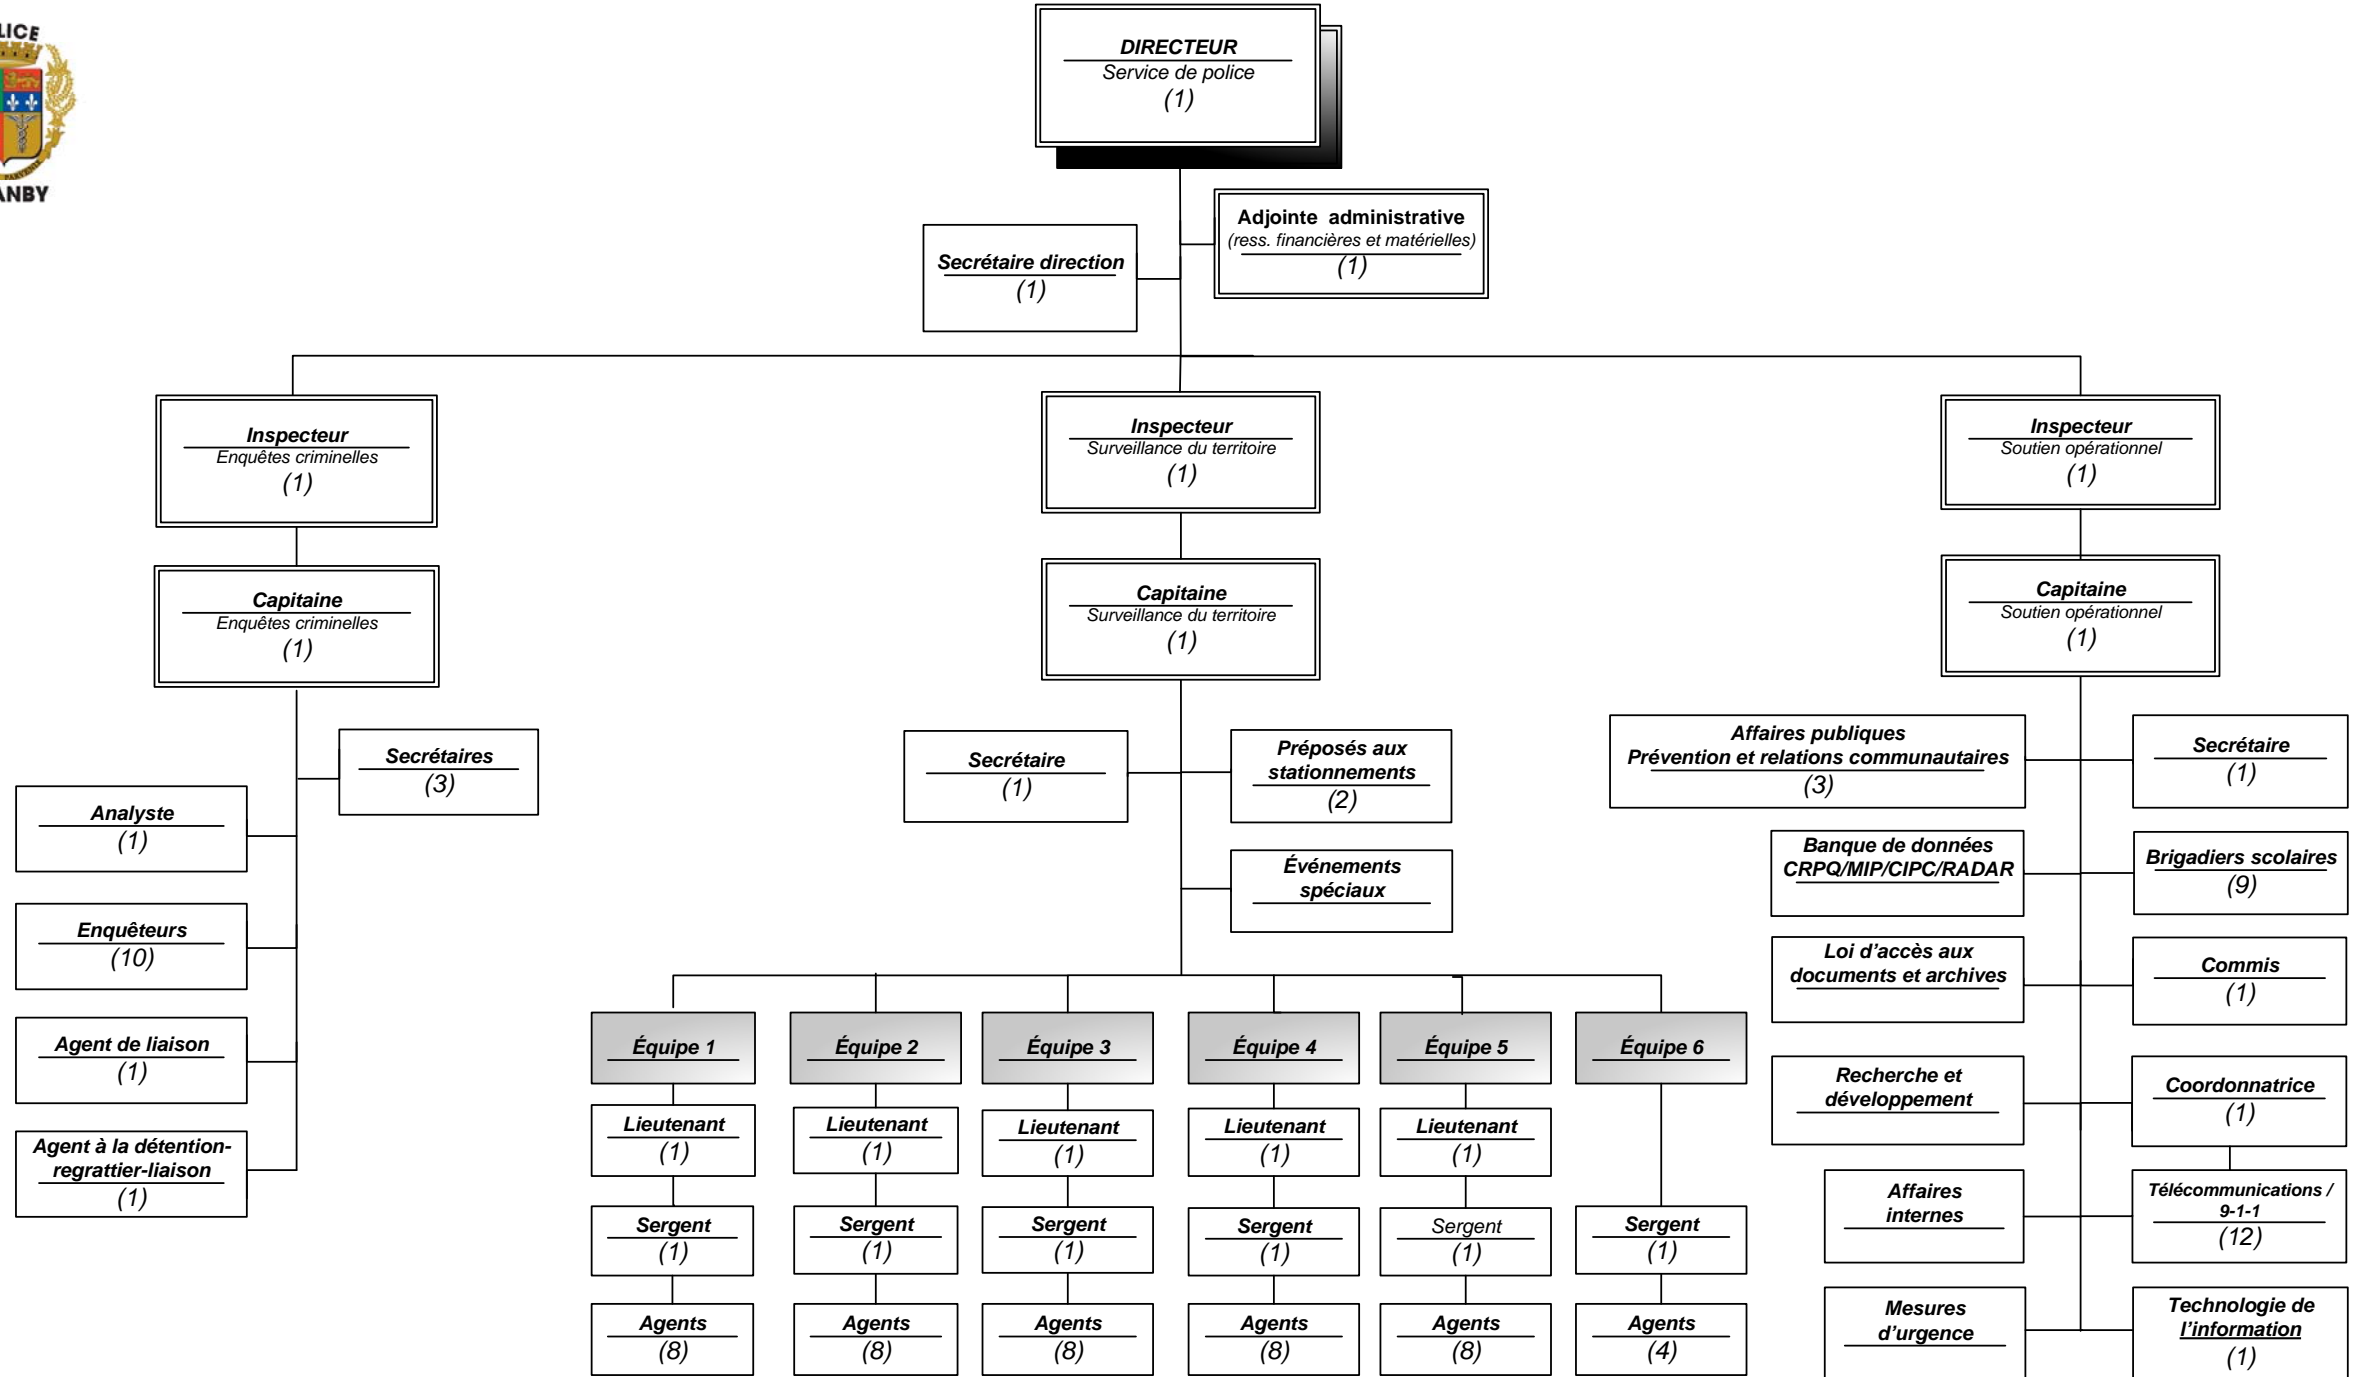 DIRECTEUR
Service de police
(1)
Adjointe administrative
(ress. financières et matérielles)
(1)
Secrétaire direction
(1)
Inspecteur
Enquêtes criminelles
(1)
Inspecteur
Surveillance du territoire
(1)
Inspecteur
Soutien opérationnel
(1)
Capitaine
Enquêtes criminelles
(1)
Capitaine
Surveillance du territoire
(1)
Capitaine
Soutien opérationnel
(1)
Secrétaires
(3)
Analyste
(1)
Enquêteurs
(10)
Agent de liaison
(1)
Agent à la détention-
regrattier-liaison
(1)
Secrétaire
(1)
Préposés aux
stationnements
(2)
Événements
spéciaux
Équipe 1
Lieutenant
(1)
Sergent
(1)
Agents
(8)
Équipe 2
Lieutenant
(1)
Sergent
(1)
Agents
(8)
Équipe 3
Lieutenant
(1)
Sergent
(1)
Agents
(8)
Équipe 4
Lieutenant
(1)
Sergent
(1)
Agents
(8)
Équipe 5
Lieutenant
(1)
Sergent
(1)
Agents
(8)
Équipe 6
Sergent
(1)
Agents
(4)
Affaires publiques
Prévention et relations communautaires
(3)
Secrétaire
(1)
Banque de données
CRPQ/MIP/CIPC/RADAR
Brigadiers scolaires
(9)
Loi d'accès aux
documents et archives
Commis
(1)
Recherche et
développement
Coordonnatrice
(1)
Affaires
internes
Télécommunications /
9-1-1
(12)
Mesures
d'urgence
Technologie de
l'information
(1)